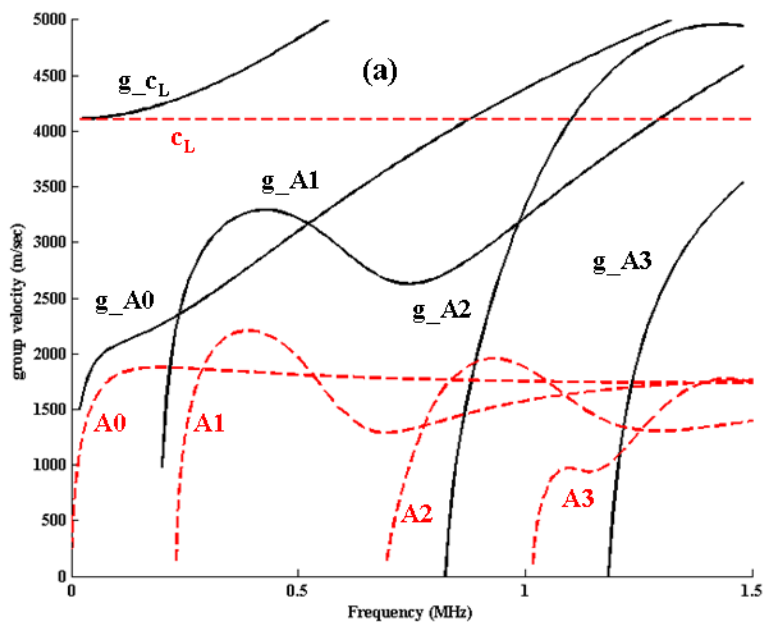 5000
4500
4000
3500
3000
2500
2000
1500
1000
500
0
group velocity (m/sec)
g_cL
(a)
cL
g_A1
g_A0
g_A2
g_A3
A0
A1
A2
A3
0
0.5
1
1.5
Frequency (MHz)